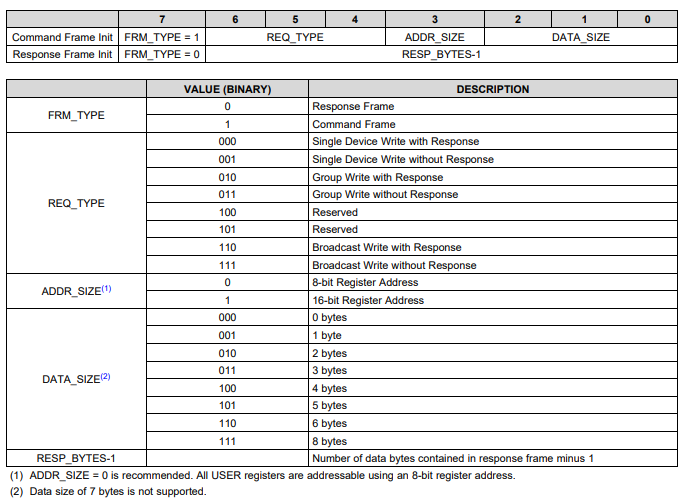 7 6 5 4 3 2 1 0
Command Frame Init FRM_TYPE = 1 REQ_TYPE ADDR_SIZE DATA_SIZE
Response Frame Init FRM_TYPE = 0 RESP_BYTES-1
VALUE (BINARY) DESCRIPTION
FRM_TYPE 0 Response Frame
1 Command Frame
REQ_TYPE 000 Single Device Write with Response
001 Single Device Write without Response
010 Group Write with Response
011 Group Write without Response
100 Reserved
101 Reserved
110 Broadcast Write with Response
111 Broadcast Write without Response
ADDR_SIZE(1) 0 8-bit Register Address
1 16-bit Register Address
DATA_SIZE(2) 000 0 bytes
001 1 byte
010 2 bytes
011 3 bytes
100 4 bytes
101 5 bytes
110 6 bytes
111 8 bytes
RESP_BYTES-1 Number of data bytes contained in response frame minus 1
(1) ADDR_SIZE = 0 is recommended. All USER registers are addressable using an 8-bit register address.
(2) Data size of 7 bytes is not supported.